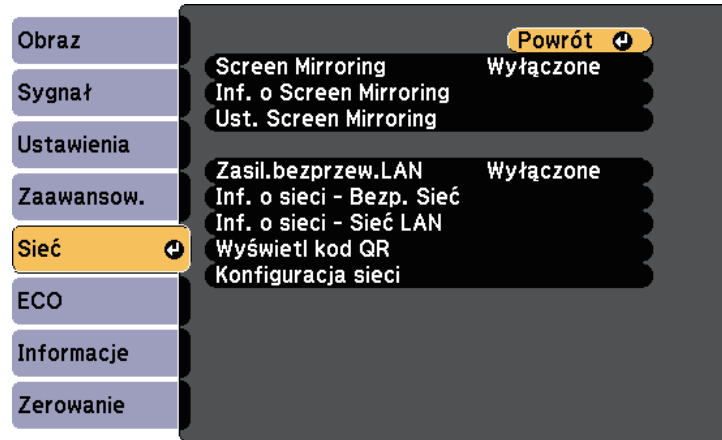 Obraz
Sygnał
Ustawienia
Zaawansow.
Sieć
ECO
Informacje
Zerowanie
Powrót
Screen Mirroring Wyłączone
Inf. o Screen Mirroring
Ust. Screen Mirroring
Zasil.bezprzew.LAN Wyłączone
Inf. o sieci - Bezp. Sieć
Inf. o sieci - Sieć LAN
Wyświetl kod QR
Konfiguracja sieci